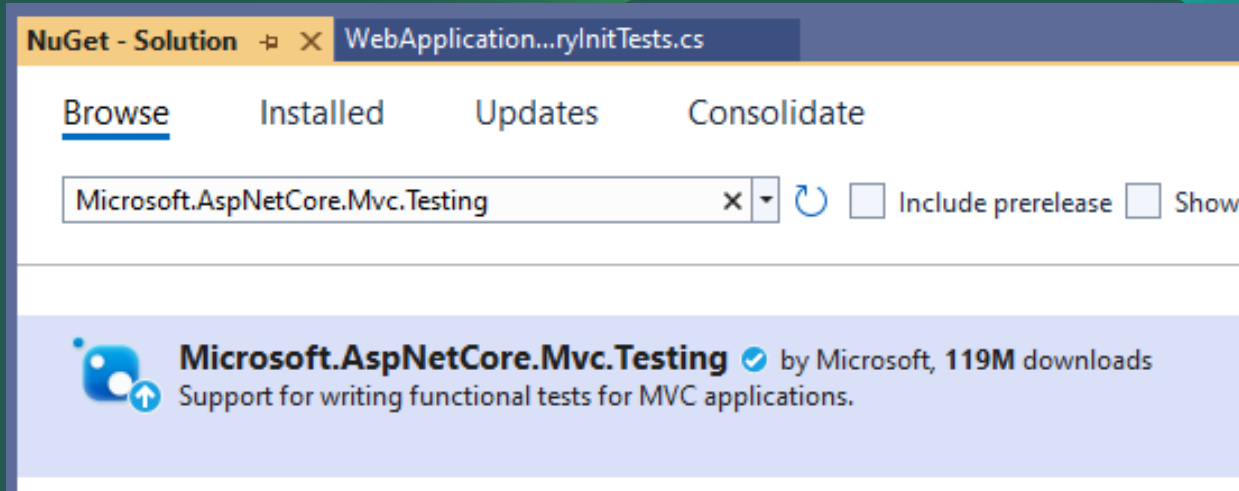 NuGet - Solution WebApplication...ryInitTests.cs
Browse Installed Updates Consolidate
Microsoft.AspNetCore.Mvc.Testing Include prerelease Show
Microsoft.AspNetCore.Mvc.Testing by Microsoft, 119M downloads
Support for writing functional tests for MVC applications.